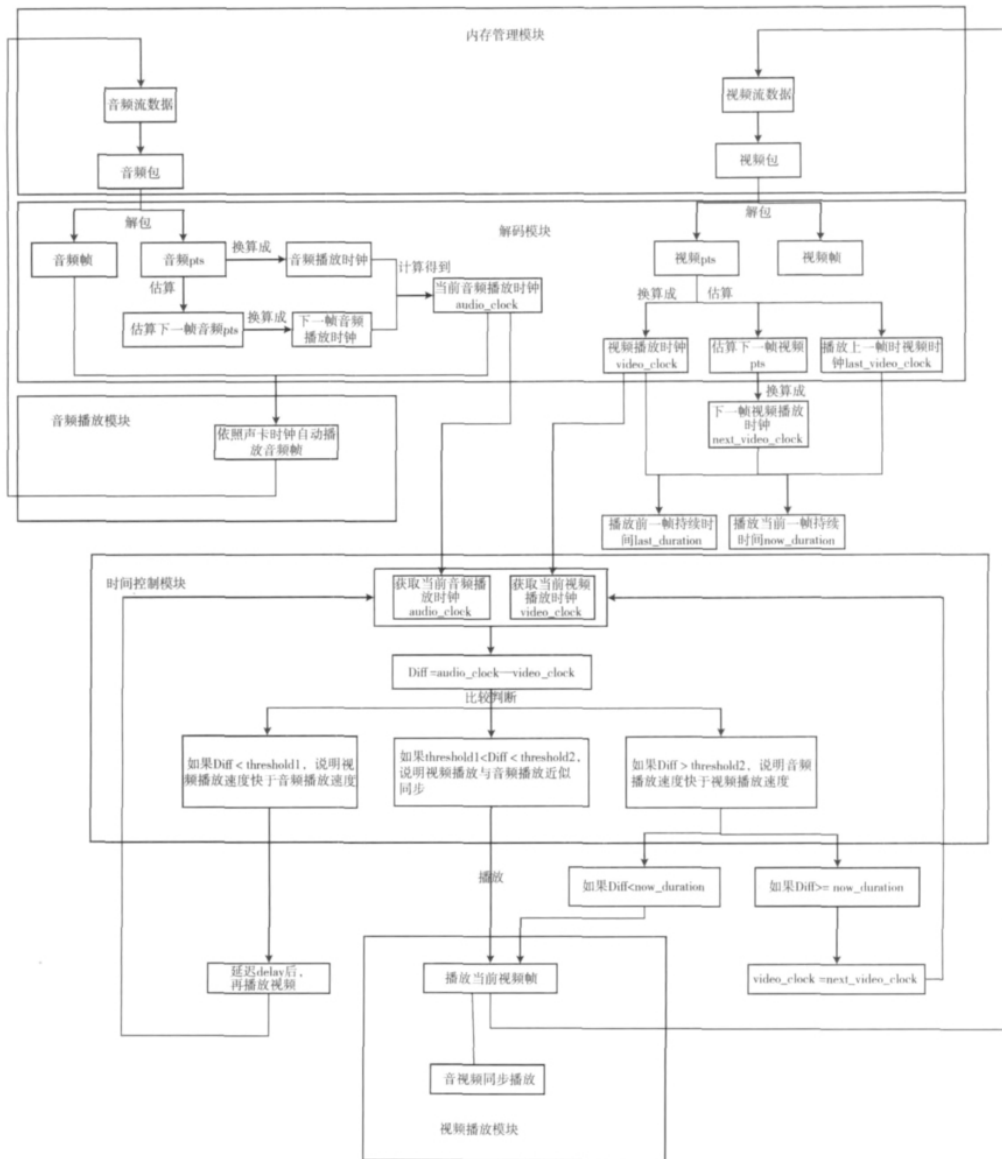 内存管理模块
音频流数据
视频流数据
音频包
视频包
解包
解包
解码模块
音频帧
音频pts
换算成
音频播放时钟
计算得到
视频pts
视频帧
估算
当前音频播放时钟
audio_clock
换算成
估算
估算下一帧音频pts
换算成
下一帧音频
播放时钟
视频播放时钟
video_clock
估算下一帧视频
pts
播放上一帧时视频时
钟last_video_clock
换算成
音频播放模块
下一帧视频播放
时钟
next_video_clock
依照声卡时钟自动播
放音频帧
播放前一帧持续时
间last_duration
播放当前一帧持续
时间now_duration
时间控制模块
获取当前音频播
放时钟
audio_clock
获取当前视频
播放时钟
video_clock
Diff=audio_clock—video_clock
比较判断
如果Diff＜threshold1，说明视
频播放速度快于音频播放速度
如果threshold1<Diff＜threshold2，
说明视频播放与音频播放近似
同步
如果Diff＞threshold2，说明音频
播放速度快于视频播放速度
播放
如果Diff<now_duration
如果Diff>= now_duration
延迟delay后，
再播放视频
播放当前视频帧
video_clock =next_video_clock
音视频同步播放
视频播放模块